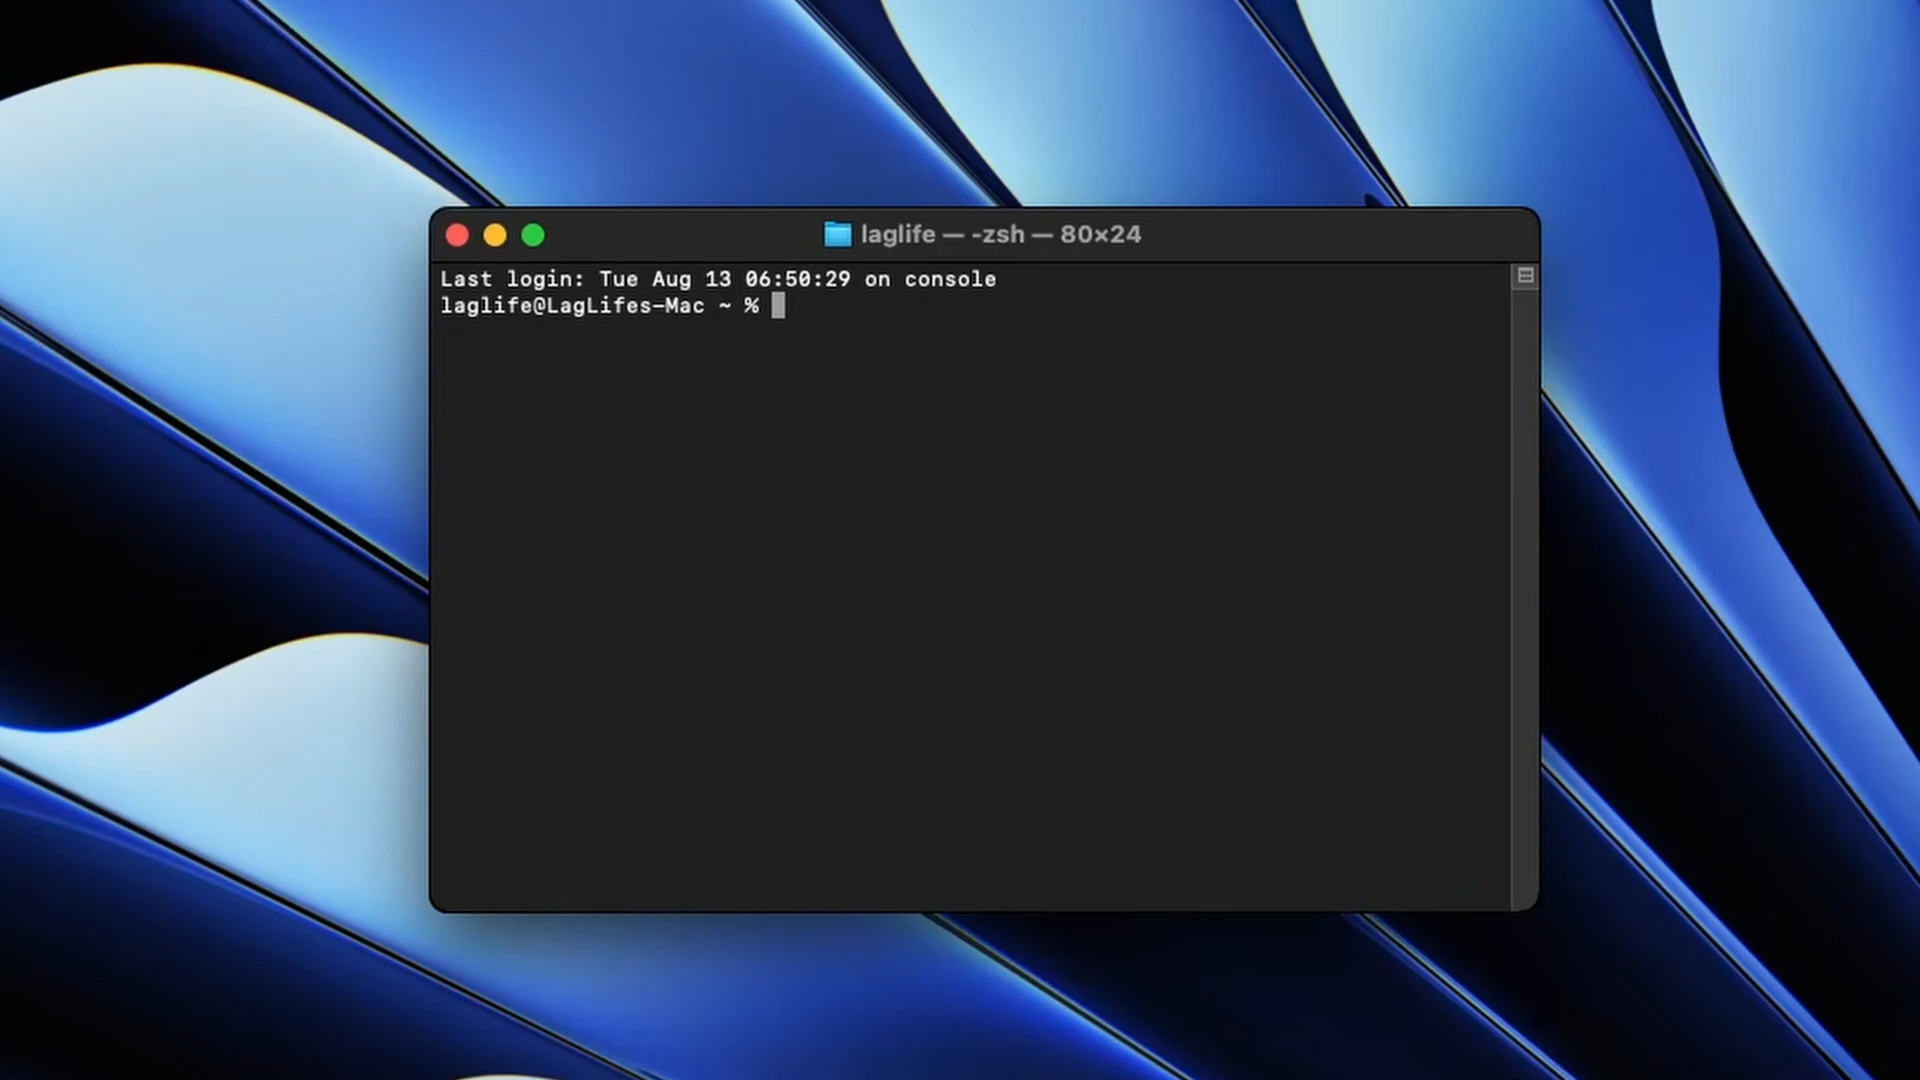 laglife — -zsh — 80×24
Last login: Tue Aug 13 06:50:29 on console
laglife@LagLifes-Mac ~ %